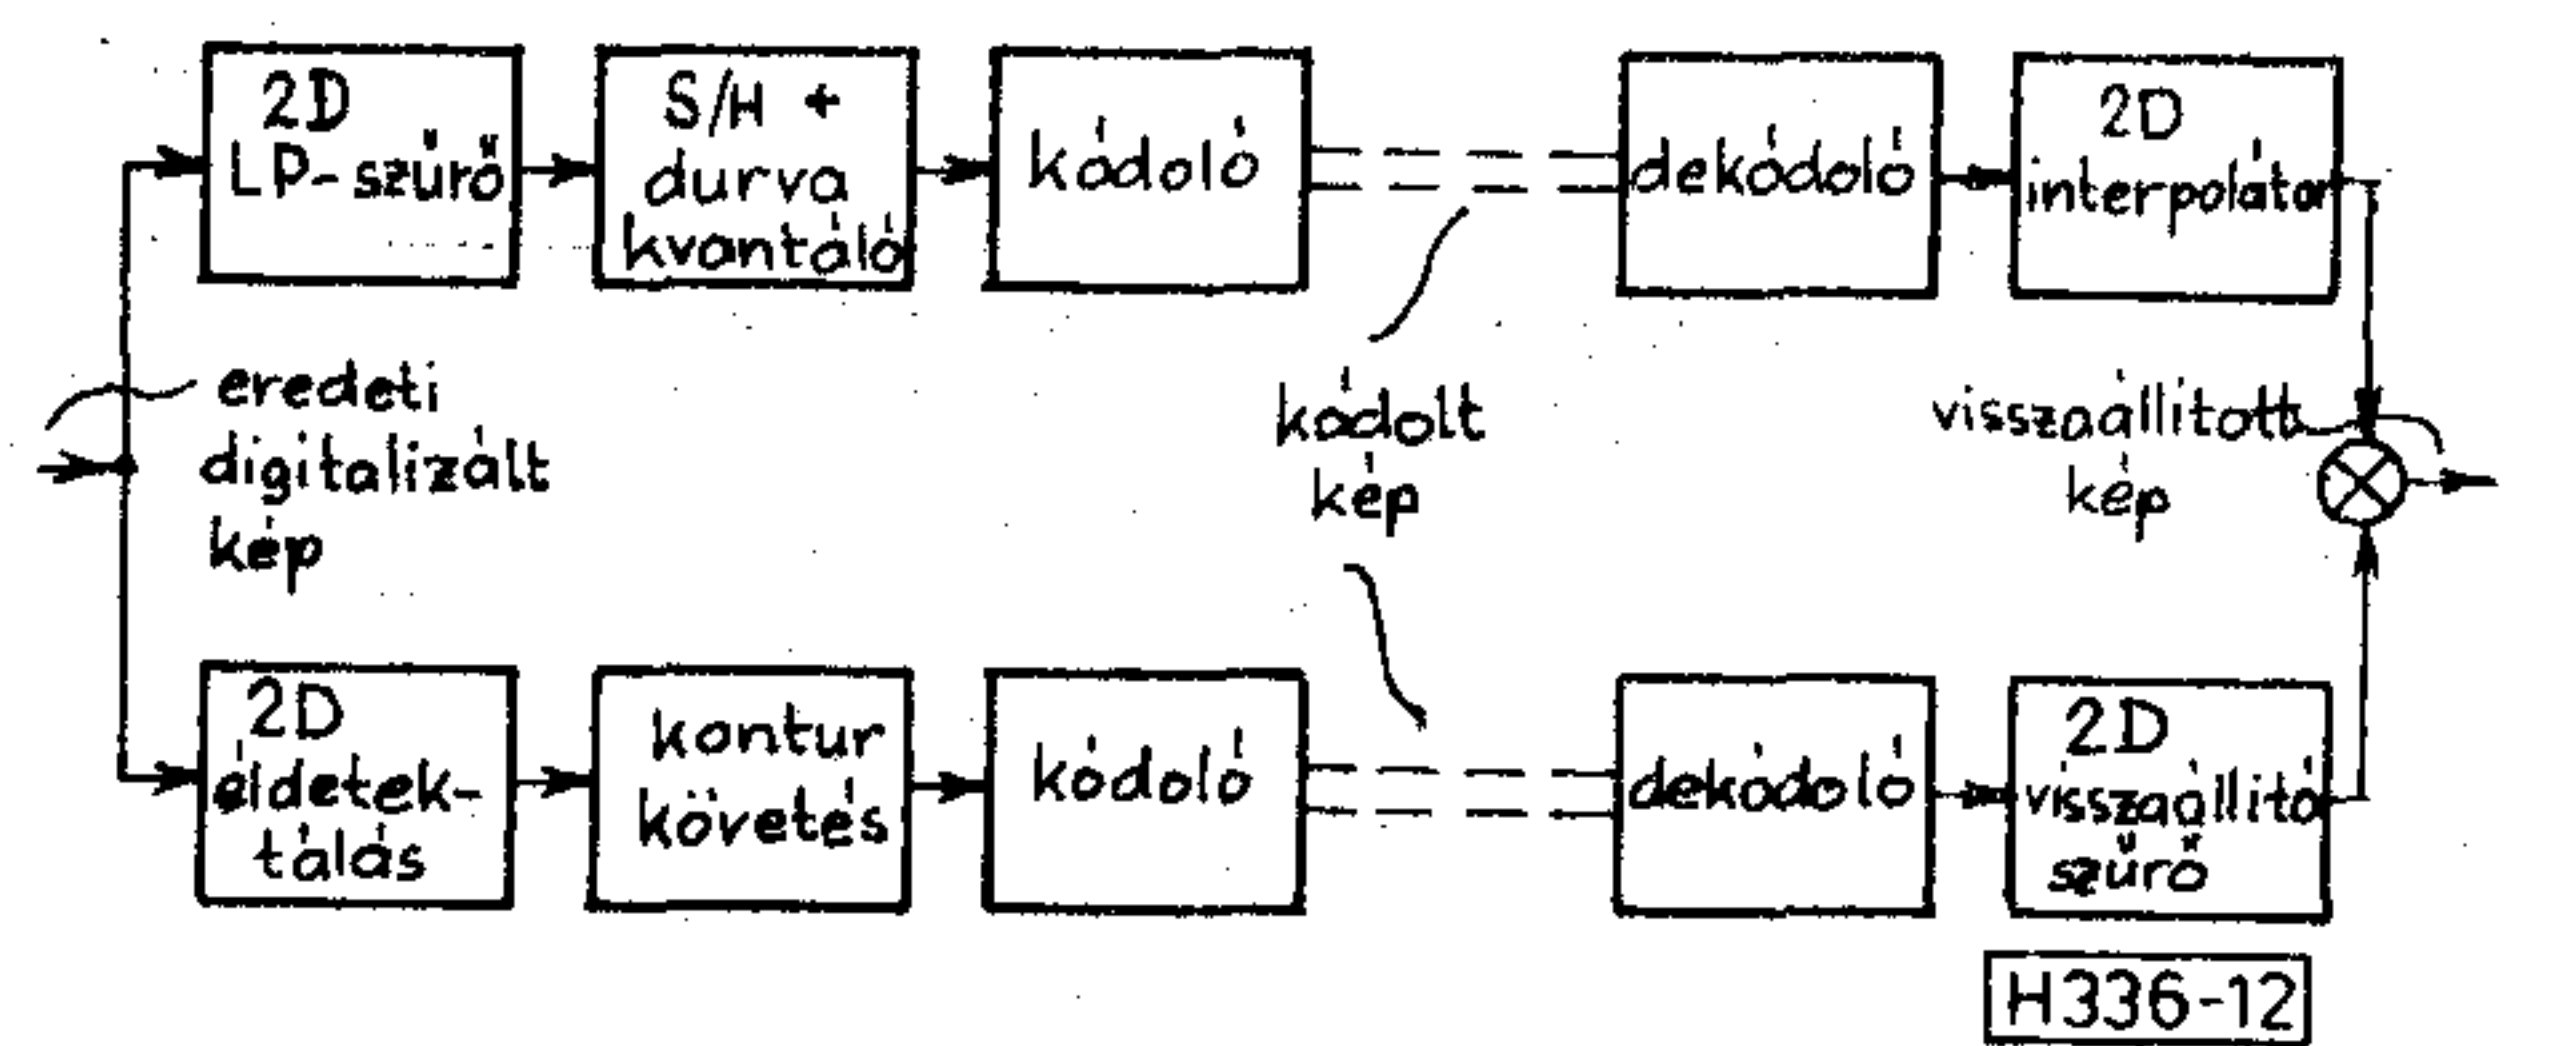 2D
LP-szűrő
S/H +
durva
kvantáló
kódoló
dekódoló
2D
interpolátor
eredeti
digitalizált
kép
kódolt
kép
visszaállított
kép
2D
éldetek-
tálás
kontur
követés
kódoló
dekódoló
2D
visszaállító
szűrő
H336-12